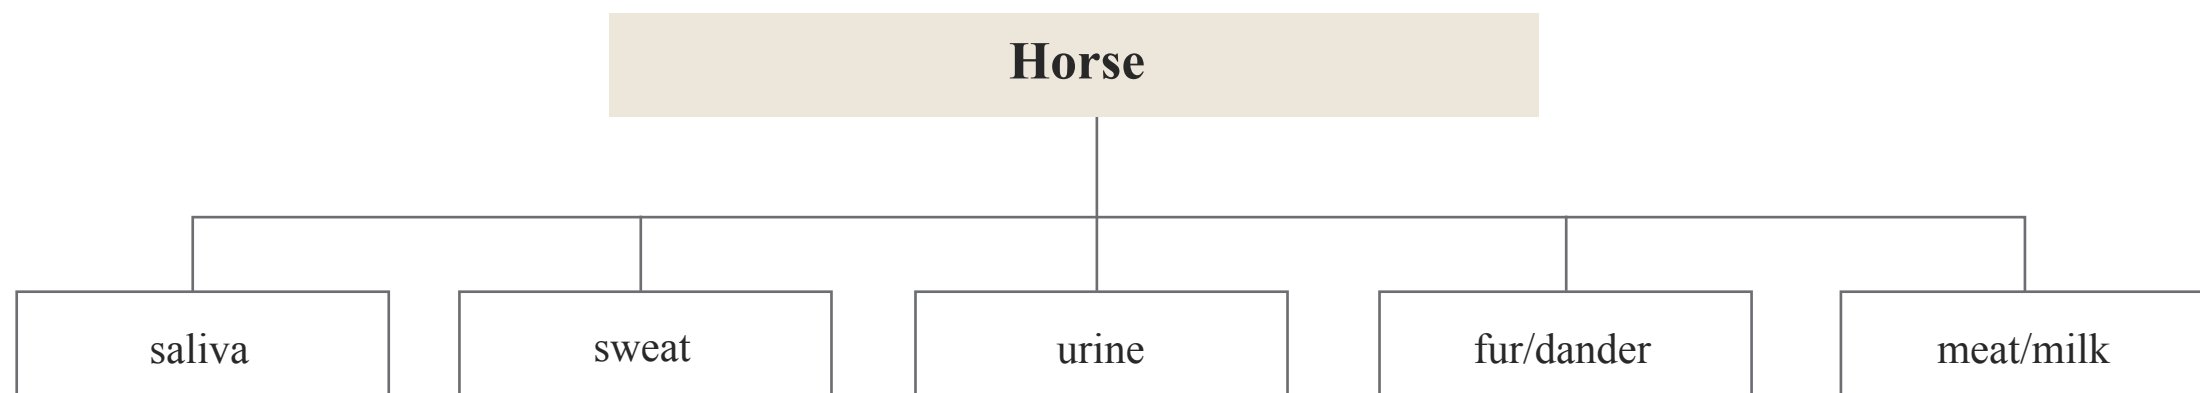 Horse
saliva
sweat
urine
fur/dander
meat/milk